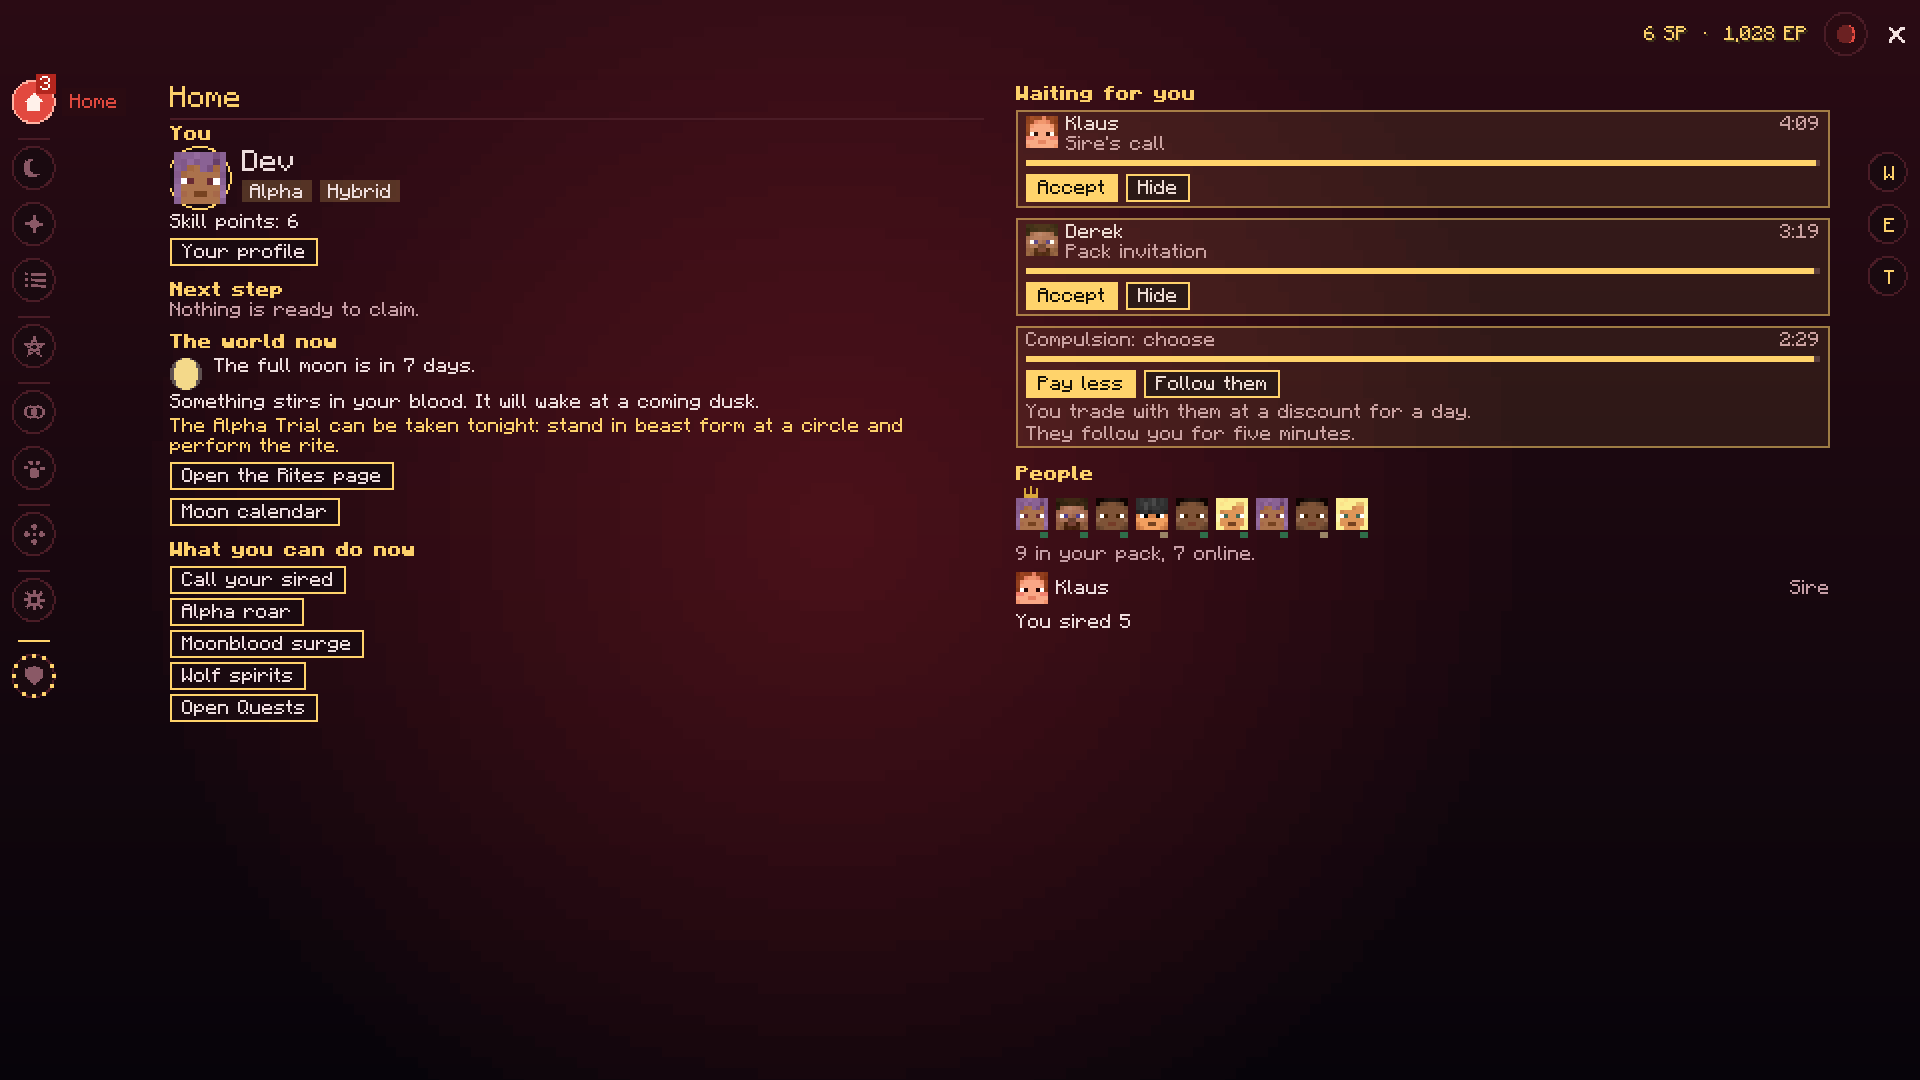 6 SP · 1,028 EP
3
Home
Home
You
Dev
Alpha Hybrid
Skill points: 6
Your profile
Next step
Nothing is ready to claim.
The world now
The full moon is in 7 days.
Something stirs in your blood. It will wake at a coming dusk.
The Alpha Trial can be taken tonight: stand in beast form at a circle and
perform the rite.
Open the Rites page
Moon calendar
What you can do now
Call your sired
Alpha roar
Moonblood surge
Wolf spirits
Open Quests
Waiting for you
Klaus 4:09
Sire's call
Accept Hide
Derek 3:19
Pack invitation
Accept Hide
Compulsion: choose 2:29
Pay less Follow them
You trade with them at a discount for a day.
They follow you for five minutes.
People
9 in your pack, 7 online.
Klaus Sire
You sired 5
W
E
T